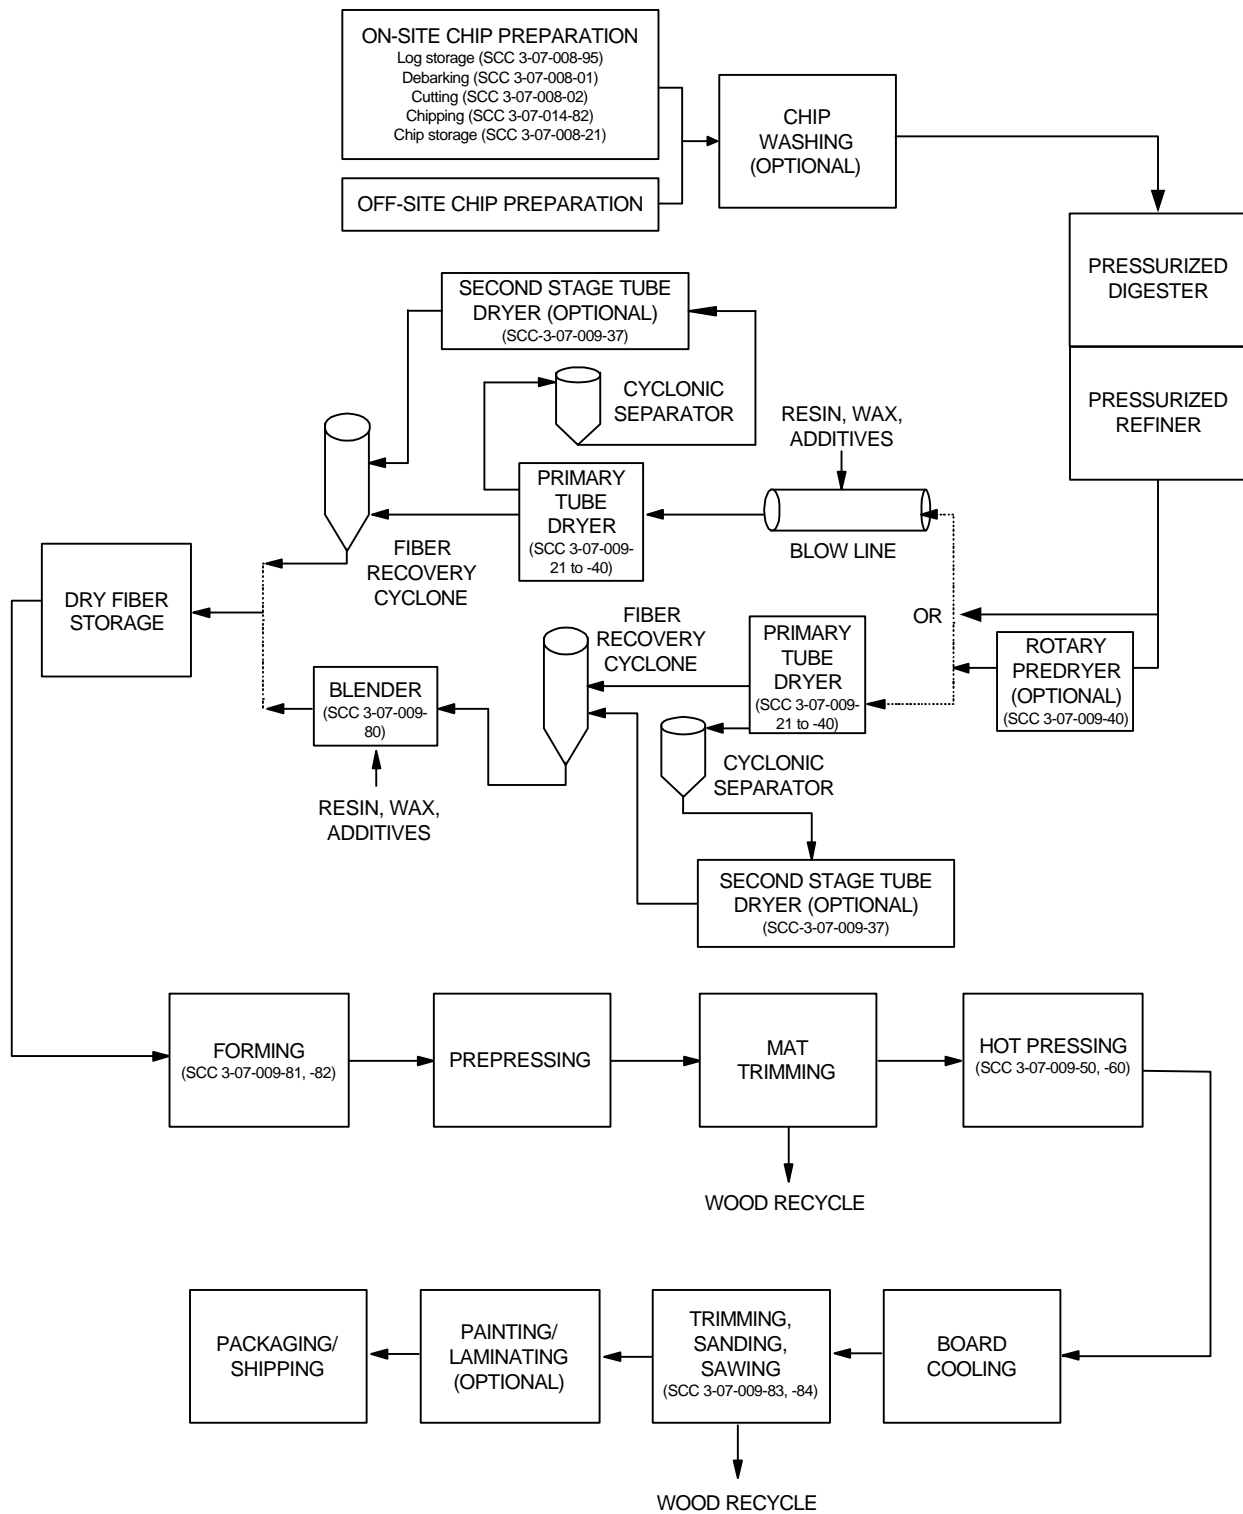 ON-SITE CHIP PREPARATION
Log storage (SCC 3-07-008-95)
Debarking (SCC 3-07-008-01)
Cutting (SCC 3-07-008-02)
Chipping (SCC 3-07-014-82)
Chip storage (SCC 3-07-008-21)
OFF-SITE CHIP PREPARATION
CHIP
WASHING
(OPTIONAL)
PRESSURIZED
DIGESTER
PRESSURIZED
REFINER
SECOND STAGE TUBE
DRYER (OPTIONAL)
(SCC-3-07-009-37)
CYCLONIC
SEPARATOR
RESIN, WAX,
ADDITIVES
PRIMARY
TUBE
DRYER
(SCC 3-07-009-
21 to -40)
BLOW LINE
FIBER
RECOVERY
CYCLONE
DRY FIBER
STORAGE
OR
ROTARY
PREDRYER
(OPTIONAL)
(SCC 3-07-009-40)
FIBER
RECOVERY
CYCLONE
PRIMARY
TUBE
DRYER
(SCC 3-07-009-
21 to -40)
BLENDER
(SCC 3-07-009-
80)
RESIN, WAX,
ADDITIVES
CYCLONIC
SEPARATOR
SECOND STAGE TUBE
DRYER (OPTIONAL)
(SCC-3-07-009-37)
FORMING
(SCC 3-07-009-81, -82)
PREPRESSING
MAT
TRIMMING
HOT PRESSING
(SCC 3-07-009-50, -60)
WOOD RECYCLE
PACKAGING/
SHIPPING
PAINTING/
LAMINATING
(OPTIONAL)
TRIMMING,
SANDING,
SAWING
(SCC 3-07-009-83, -84)
BOARD
COOLING
WOOD RECYCLE